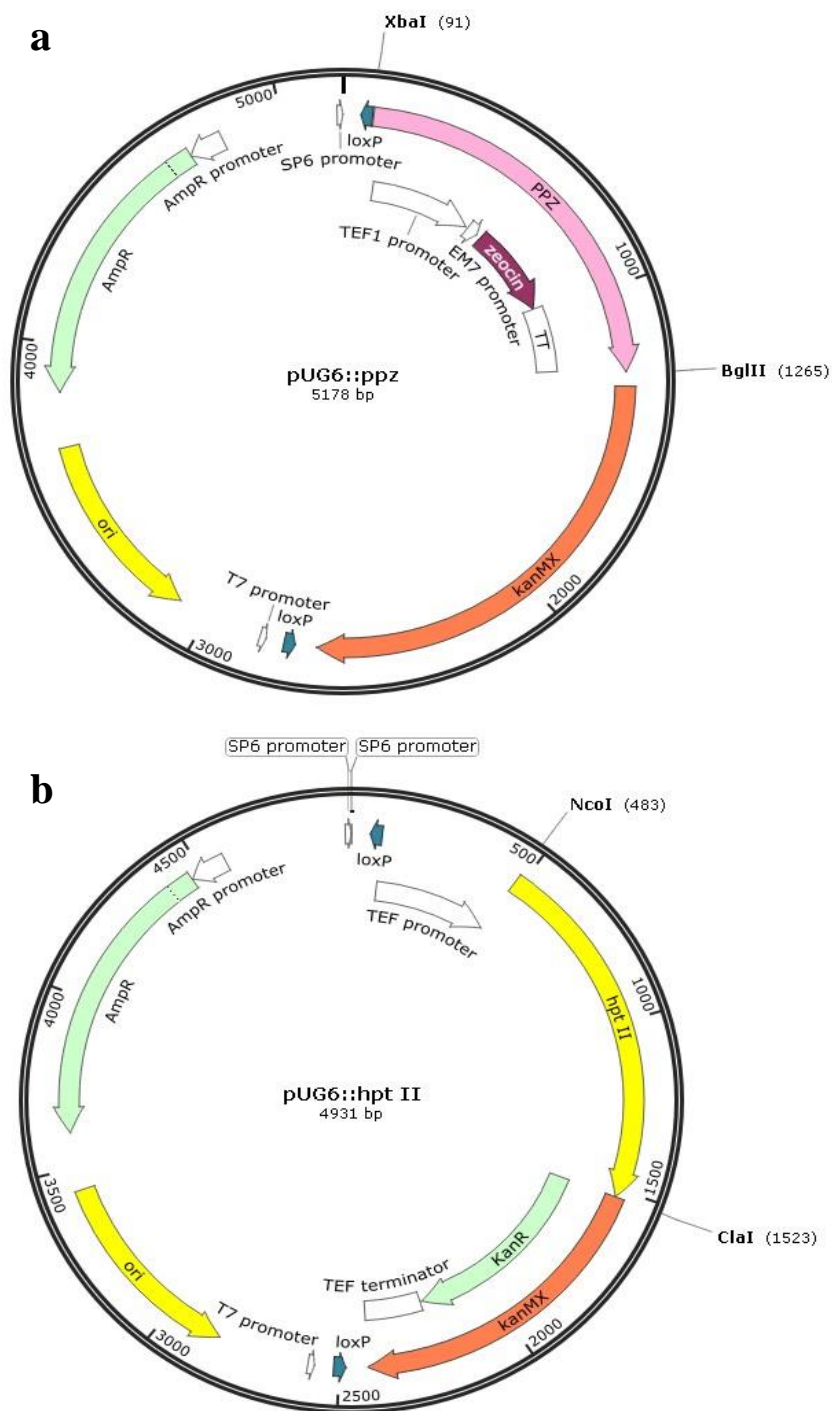 a
XbaI (91)
5000
AmpR promoter
SP6 promoter
loxP
PPZ
TEF1 promoter
EM7 promoter
zeocin
TT
1000
AmpR
4000
pUG6::ppz
5178 bp
BglII (1265)
ori
kanMX
2000
T7 promoter
loxP
3000
SP6 promoter
SP6 promoter
b
NcoI (483)
4500
500
AmpR promoter
loxP
TEF promoter
AmpR
4000
1000
hpt II
pUG6::hpt II
4931 bp
3500
1500
ClaI (1523)
KanR
TEF terminator
kanMX
ori
2000
T7 promoter
loxP
3000
2500